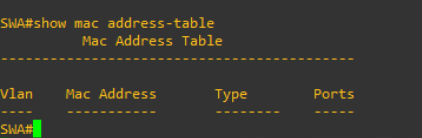 SWA#show mac address-table
          Mac Address Table
-------------------------------------------
Vlan    Mac Address       Type        Ports
----    -----------       --------    -----
SWA#